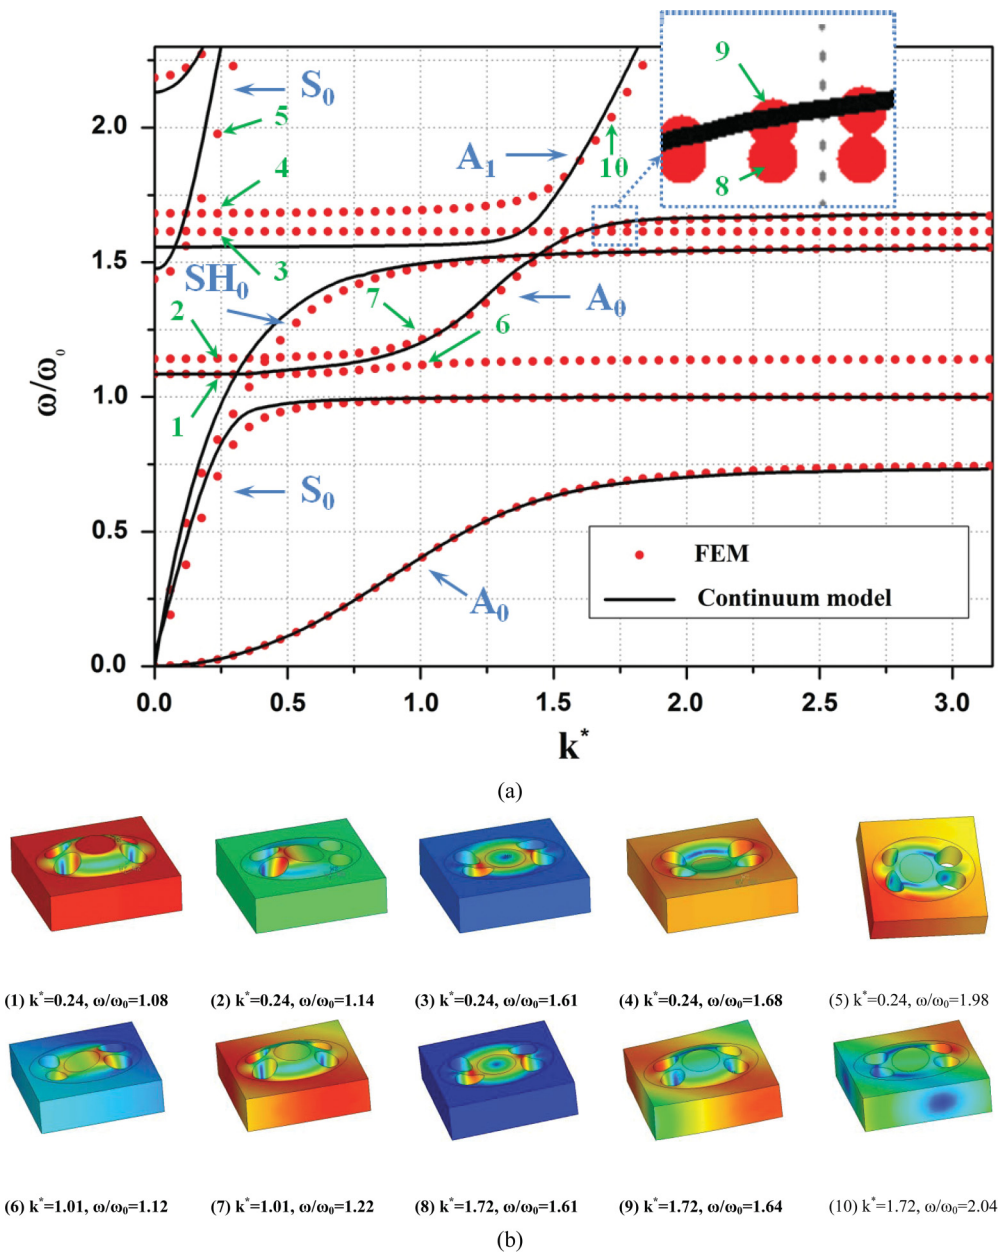 9
8
S₀
5
4
A₁
10
3
SH₀
2
7
6
A₀
1
S₀
A₀
2.0
1.5
1.0
0.5
0.0
ω/ω₀
FEM
Continuum model
0.0 0.5 1.0 1.5 2.0 2.5 3.0
k*
(a)
(1) k*=0.24, ω/ω₀=1.08
(2) k*=0.24, ω/ω₀=1.14
(3) k*=0.24, ω/ω₀=1.61
(4) k*=0.24, ω/ω₀=1.68
(5) k*=0.24, ω/ω₀=1.98
(6) k*=1.01, ω/ω₀=1.12
(7) k*=1.01, ω/ω₀=1.22
(8) k*=1.72, ω/ω₀=1.61
(9) k*=1.72, ω/ω₀=1.64
(10) k*=1.72, ω/ω₀=2.04
(b)